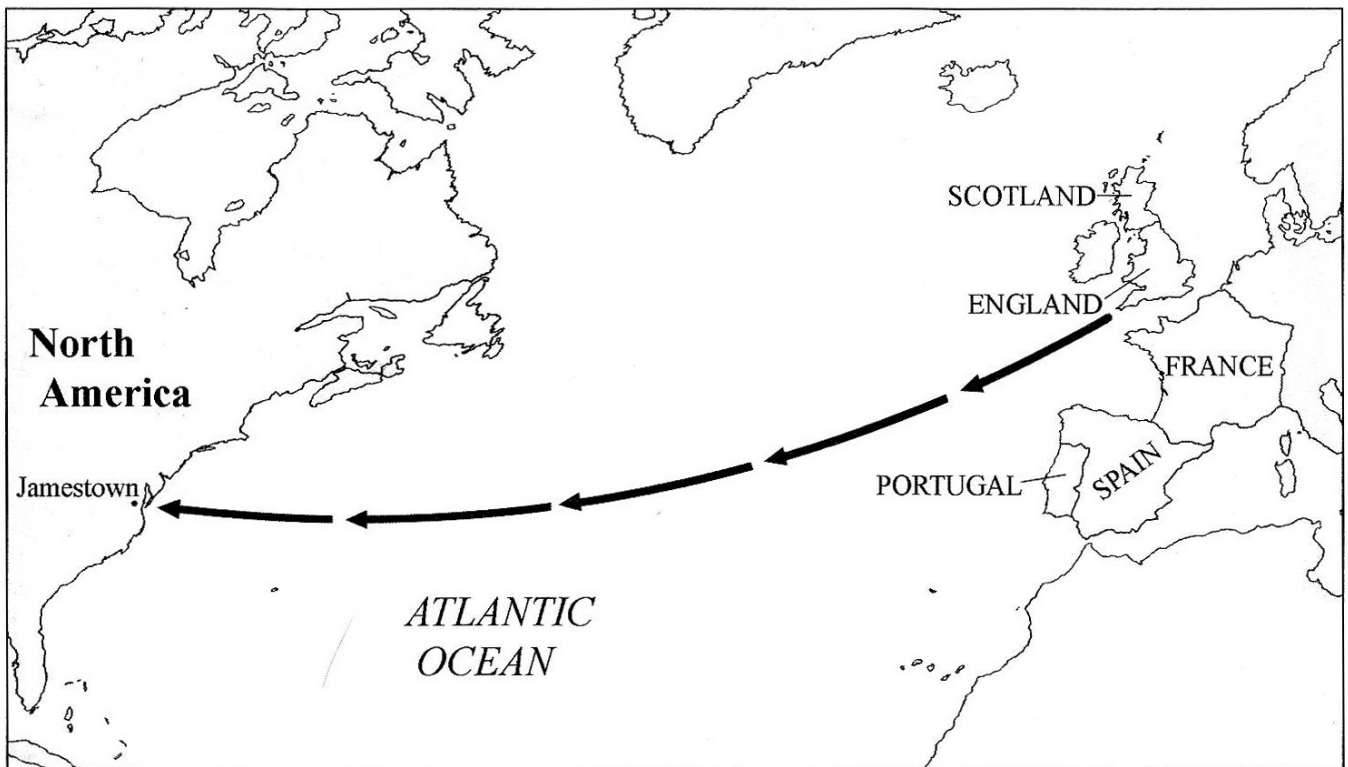 SCOTLAND
ENGLAND
North
America
FRANCE
Jamestown
PORTUGAL
SPAIN
ATLANTIC
OCEAN